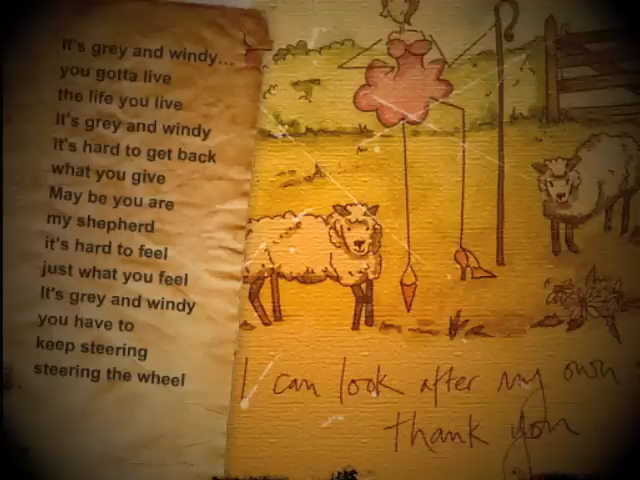 It's grey and windy...
you gotta live
the life you live
It's grey and windy
it's hard to get back
what you give
May be you are
my shepherd
it's hard to feel
just what you feel
It's grey and windy
you have to
keep steering
steering the wheel
I can look after my own
thank you